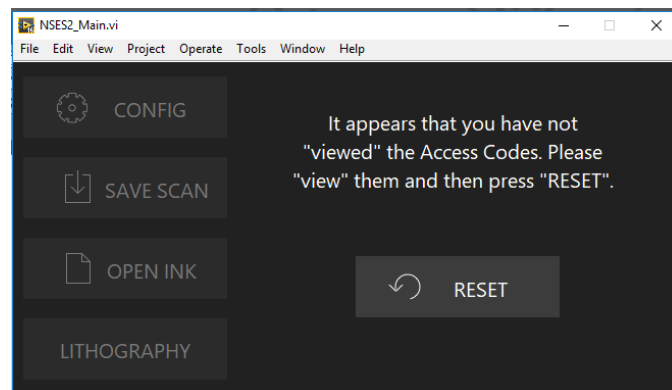 NSES2_Main.vi
File Edit View Project Operate Tools Window Help
CONFIG
SAVE SCAN
OPEN INK
LITHOGRAPHY
It appears that you have not
"viewed" the Access Codes. Please
"view" them and then press "RESET".
RESET